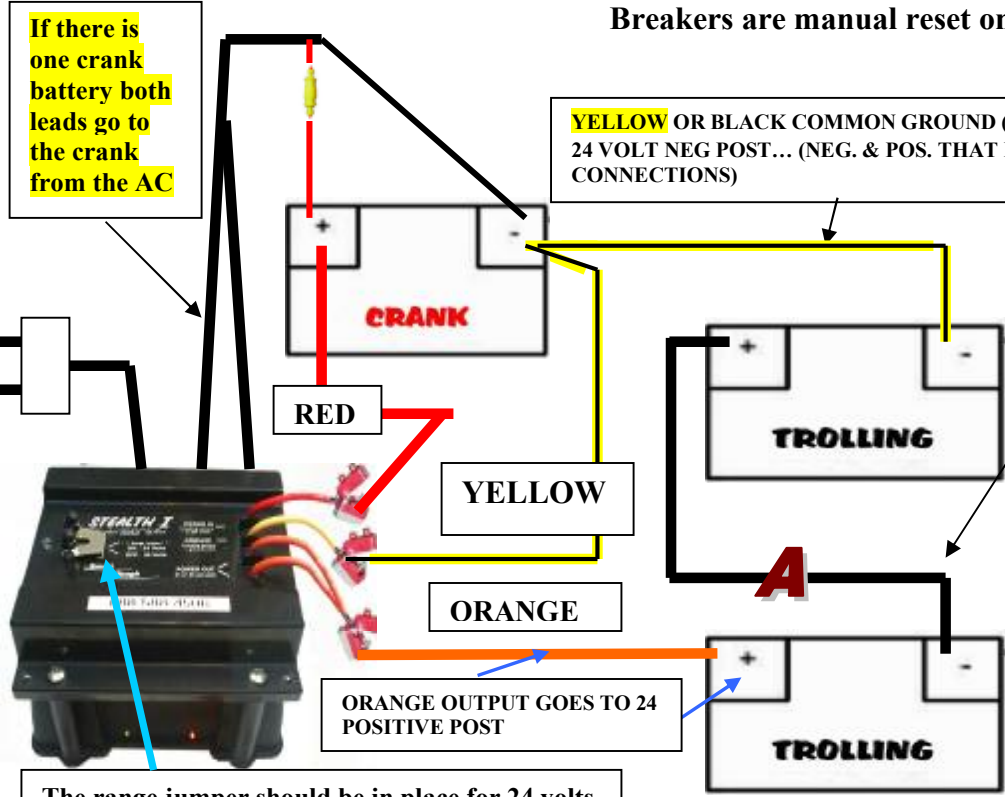 Breakers are manual reset on
If there is
one crank
battery both
leads go to
the crank
from the AC
YELLOW OR BLACK COMMON GROUND (
24 VOLT NEG POST… (NEG. & POS. THAT
CONNECTIONS)
+
-
CRANK
RED
+
-
TROLLING
YELLOW
STEALTH I
POWER OUT
A
ORANGE
+
-
ORANGE OUTPUT GOES TO 24
POSITIVE POST
TROLLING
The range jumper should be in place for 24 volts